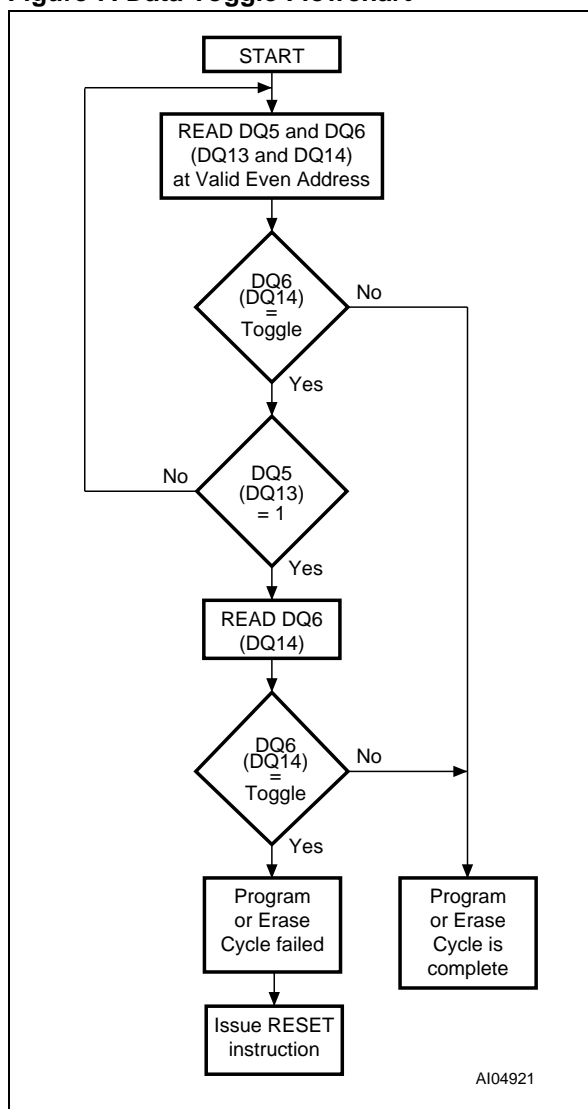 Data Toggle Flowchart
START
READ DQ5 and DQ6
(DQ13 and DQ14)
at Valid Even Address
DQ6
(DQ14)
=
Toggle
No
Yes
DQ5
(DQ13)
= 1
No
Yes
READ DQ6
(DQ14)
DQ6
(DQ14)
=
Toggle
No
Yes
Program
or Erase
Cycle failed
Program
or Erase
Cycle is
complete
Issue RESET
instruction
AI04921